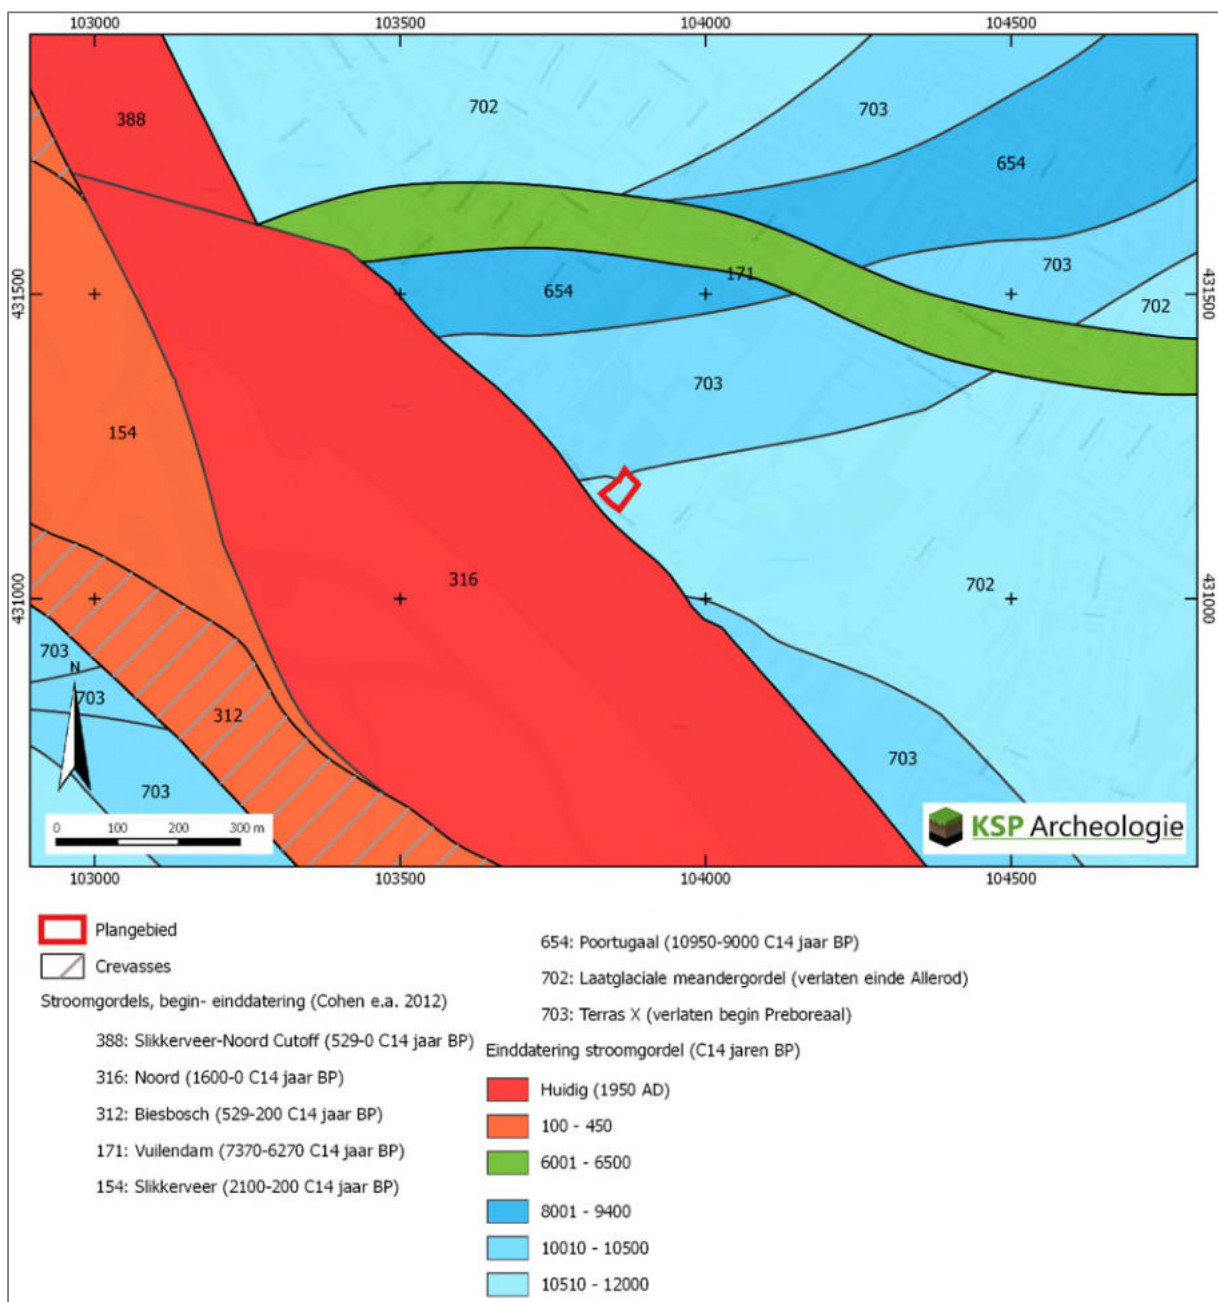 103000 103500 104000 104500
388
702
703
654
703
431500
431500
654
171
702
703
154
316
702
431000
431000
703
N
703
312
703
703
0 100 200 300 m
KSP Archeologie
103000 103500 104000 104500
Plangebied
Crevasses
Stroomgordels, begin- einddatering (Cohen e.a. 2012)
388: Slikkerveer-Noord Cutoff (529-0 C14 jaar BP)
316: Noord (1600-0 C14 jaar BP)
312: Biesbosch (529-200 C14 jaar BP)
171: Vuilendam (7370-6270 C14 jaar BP)
154: Slikkerveer (2100-200 C14 jaar BP)
654: Poortugaal (10950-9000 C14 jaar BP)
702: Laatglaciale meandergordel (verlaten einde Allerod)
703: Terras X (verlaten begin Preboreaal)
Einddatering stroomgordel (C14 jaren BP)
Huidig (1950 AD)
100 - 450
6001 - 6500
8001 - 9400
10010 - 10500
10510 - 12000